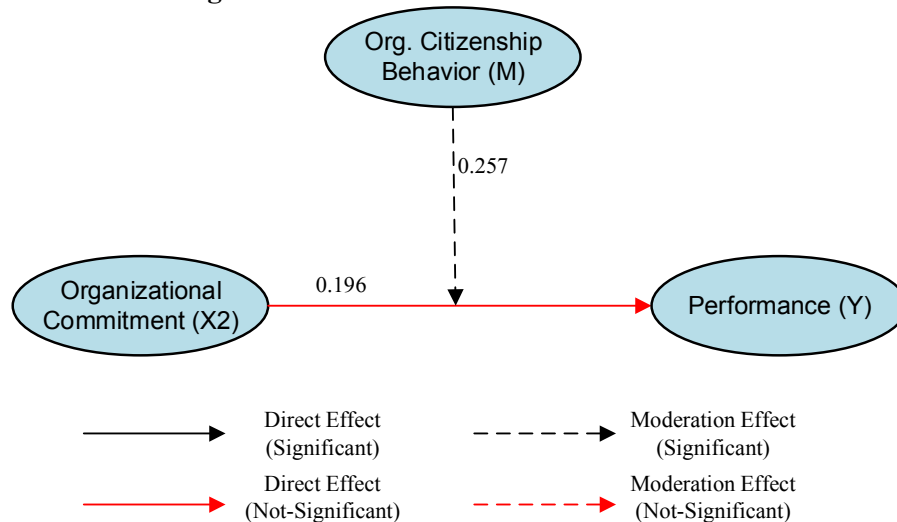 Org. Citizenship
Behavior (M)
0.257
0.196
Organizational
Commitment (X2)
Performance (Y)
Direct Effect
(Significant)
Moderation Effect
(Significant)
Direct Effect
(Not-Significant)
Moderation Effect
(Not-Significant)